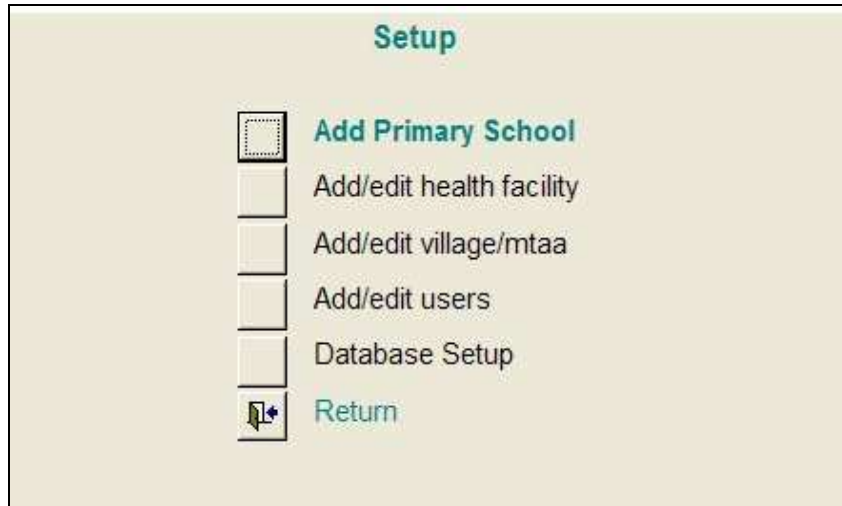 Setup
Add Primary School
Add/edit health facility
Add/edit village/mtaa
Add/edit users
Database Setup
Return